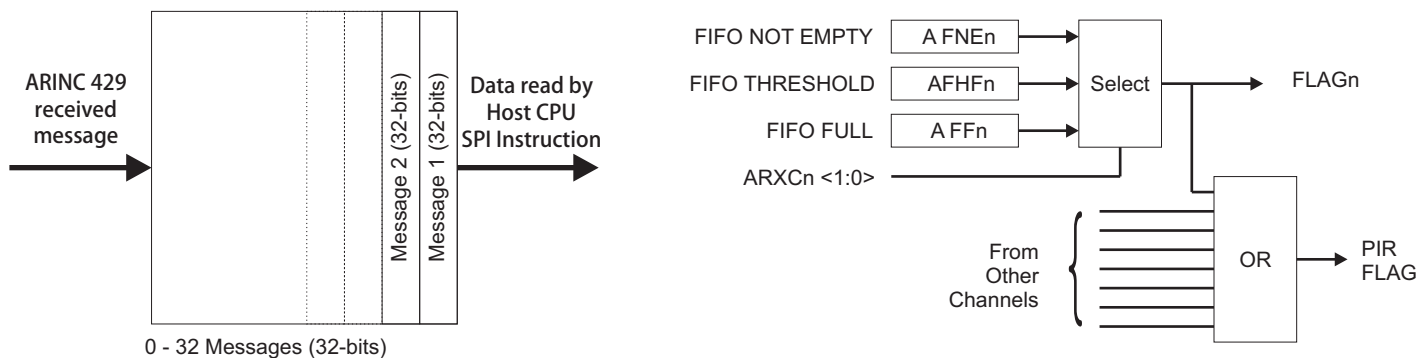 ARINC 429
received
message
Message 2 (32-bits)
Message 1 (32-bits)
Data read by
Host CPU
SPI Instruction
0 - 32 Messages (32-bits)
FIFO NOT EMPTY
A FNEn
FIFO THRESHOLD
AFHFn
FIFO FULL
A FFn
ARXCn <1:0>
Select
FLAGn
From
Other
Channels
OR
PIR
FLAG